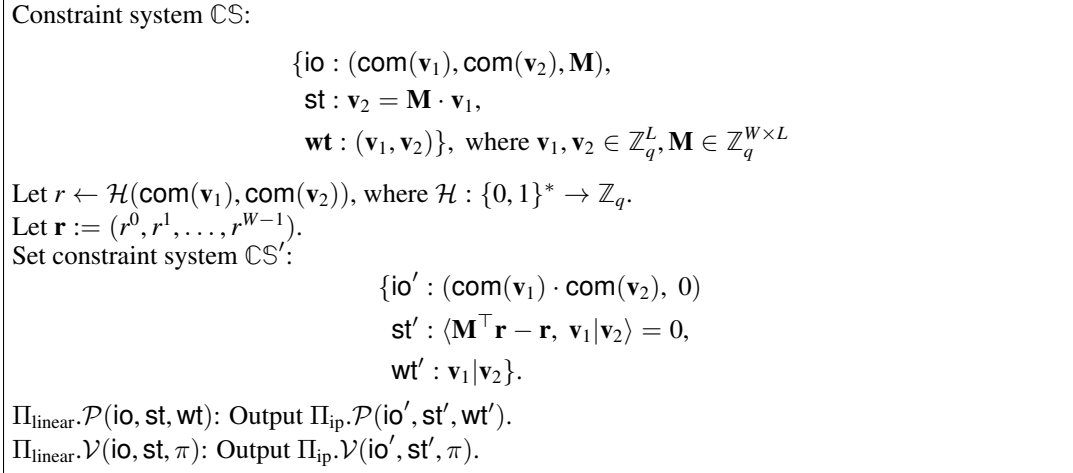 Constraint system ℂ𝕊:
{io : (com(v₁), com(v₂), M),
st : v₂ = M · v₁,
wt : (v₁, v₂)}, where v₁, v₂ ∈ ℤ_q^L, M ∈ ℤ_q^{W×L}
Let r ← ℋ(com(v₁), com(v₂)), where ℋ : {0, 1}* → ℤ_q.
Let r := (r⁰, r¹, …, r^{W−1}).
Set constraint system ℂ𝕊′:
{io′ : (com(v₁) · com(v₂), 0)
st′ : ⟨M^⊤r − r, v₁|v₂⟩ = 0,
wt′ : v₁|v₂}.
Π_linear.𝒫(io, st, wt): Output Π_ip.𝒫(io′, st′, wt′).
Π_linear.𝒱(io, st, π): Output Π_ip.𝒱(io′, st′, π).